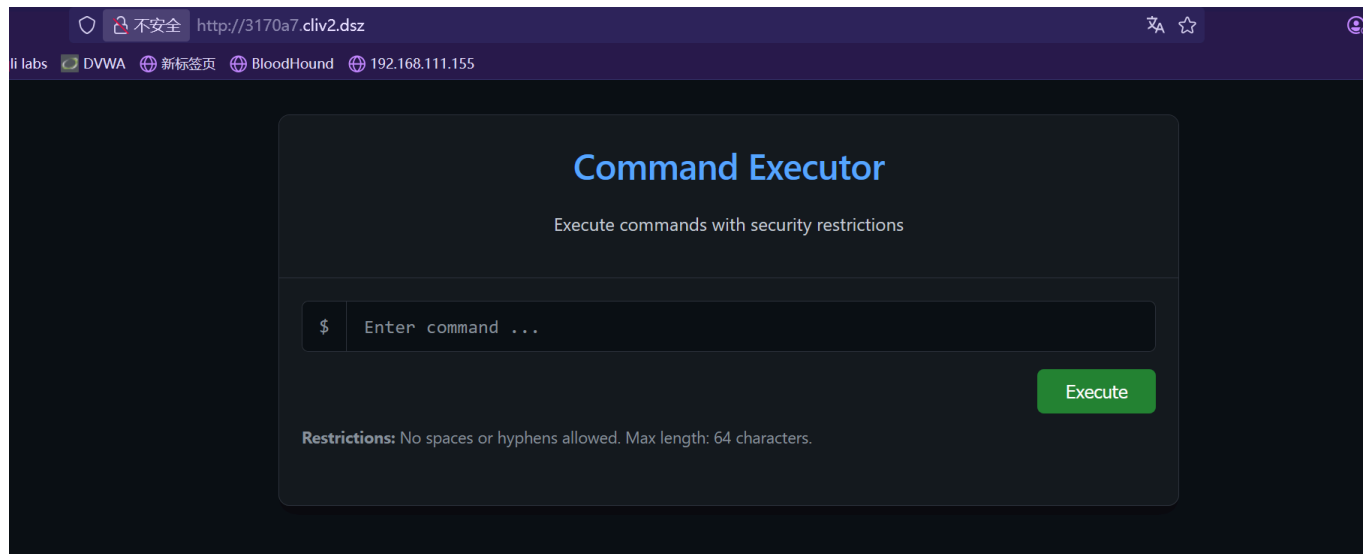 不安全 http://3170a7.cliv2.dsz
li labs DVWA 新标签页 BloodHound 192.168.111.155
Command Executor
Execute commands with security restrictions
$ Enter command ...
Execute
Restrictions: No spaces or hyphens allowed. Max length: 64 characters.